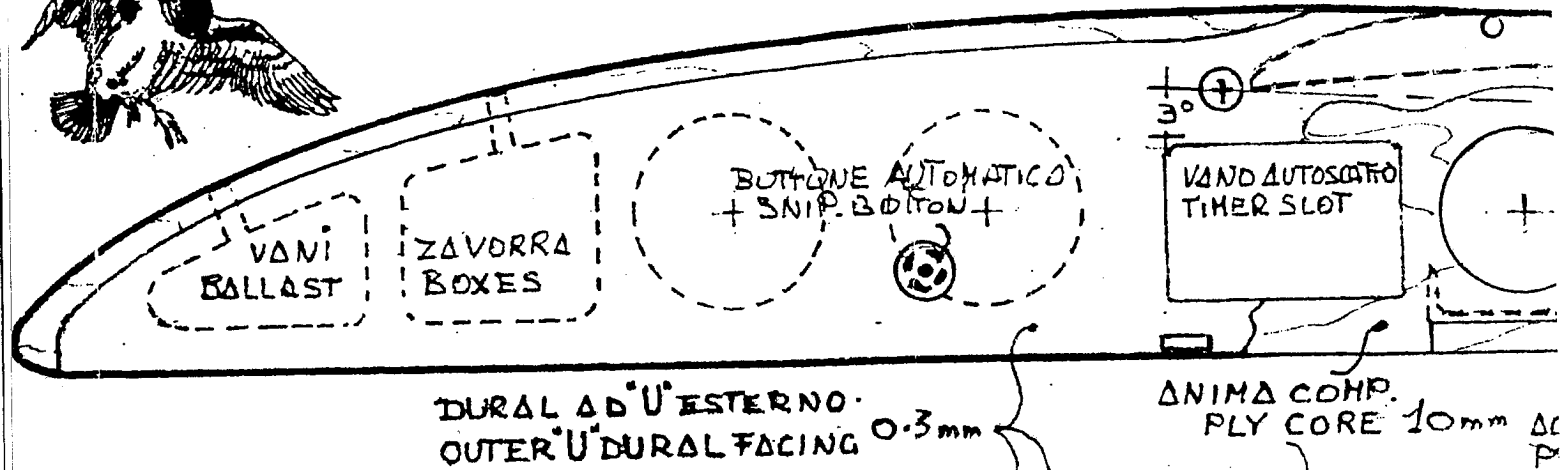 3°
BUTTONE AUTOMATICO
SNIP. BOTTON
VANO AUTOSCATTO
TIMER SLOT
VANI ZAVORRA
BALLAST BOXES
DURAL AD "U" ESTERNO.
OUTER "U" DURAL FACING 0.3mm
ANIMA COMP.
PLY CORE 10mm